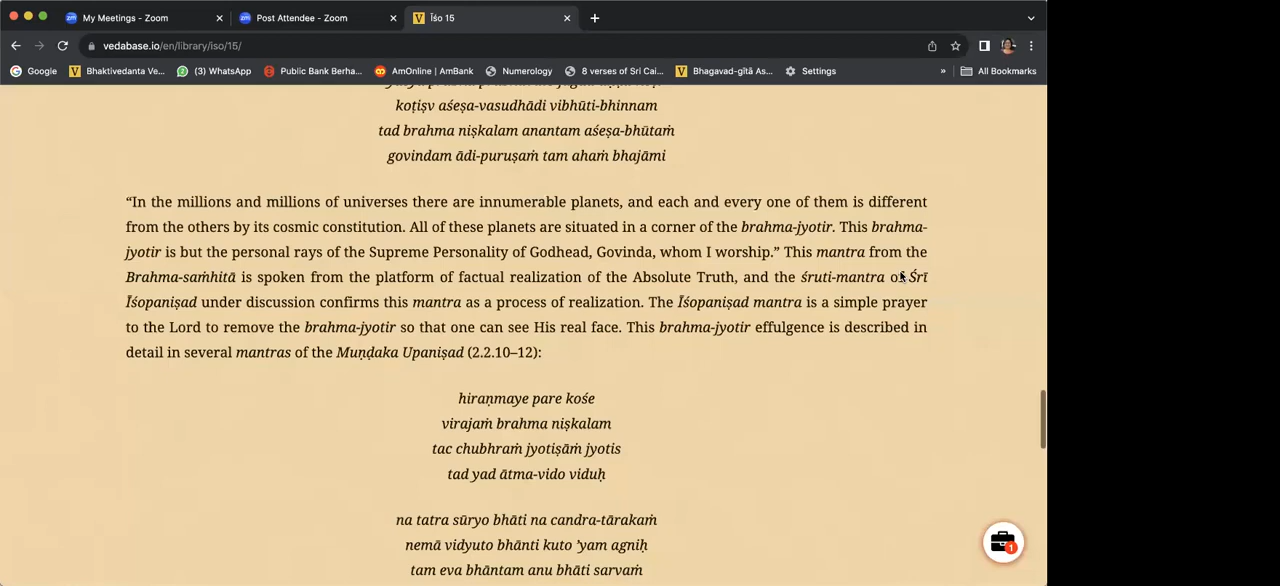 My Meetings - Zoom
Post Attendee - Zoom
Īśo 15
vedabase.io/en/library/iso/15/
Google
Bhaktivedanta Ve...
(3) WhatsApp
Public Bank Berha...
AmOnline | AmBank
Numerology
8 verses of Sri Cai...
Bhagavad-gītā As...
Settings
»
All Bookmarks
koṭiṣv aśeṣa-vasudhādi vibhūti-bhinnam
tad brahma niṣkalam anantam aśeṣa-bhūtaṁ
govindam ādi-puruṣaṁ tam ahaṁ bhajāmi
“In the millions and millions of universes there are innumerable planets, and each and every one of them is different
from the others by its cosmic constitution. All of these planets are situated in a corner of the brahma-jyotir. This brahma-
jyotir is but the personal rays of the Supreme Personality of Godhead, Govinda, whom I worship.” This mantra from the
Brahma-saṁhitā is spoken from the platform of factual realization of the Absolute Truth, and the śruti-mantra of Śrī
Īśopaniṣad under discussion confirms this mantra as a process of realization. The Īśopaniṣad mantra is a simple prayer
to the Lord to remove the brahma-jyotir so that one can see His real face. This brahma-jyotir effulgence is described in
detail in several mantras of the Muṇḍaka Upaniṣad (2.2.10–12):
hiraṇmaye pare kośe
virajaṁ brahma niṣkalam
tac chubhraṁ jyotiṣāṁ jyotis
tad yad ātma-vido viduḥ
na tatra sūryo bhāti na candra-tārakaṁ
nemā vidyuto bhānti kuto ’yam agniḥ
tam eva bhāntam anu bhāti sarvaṁ
1